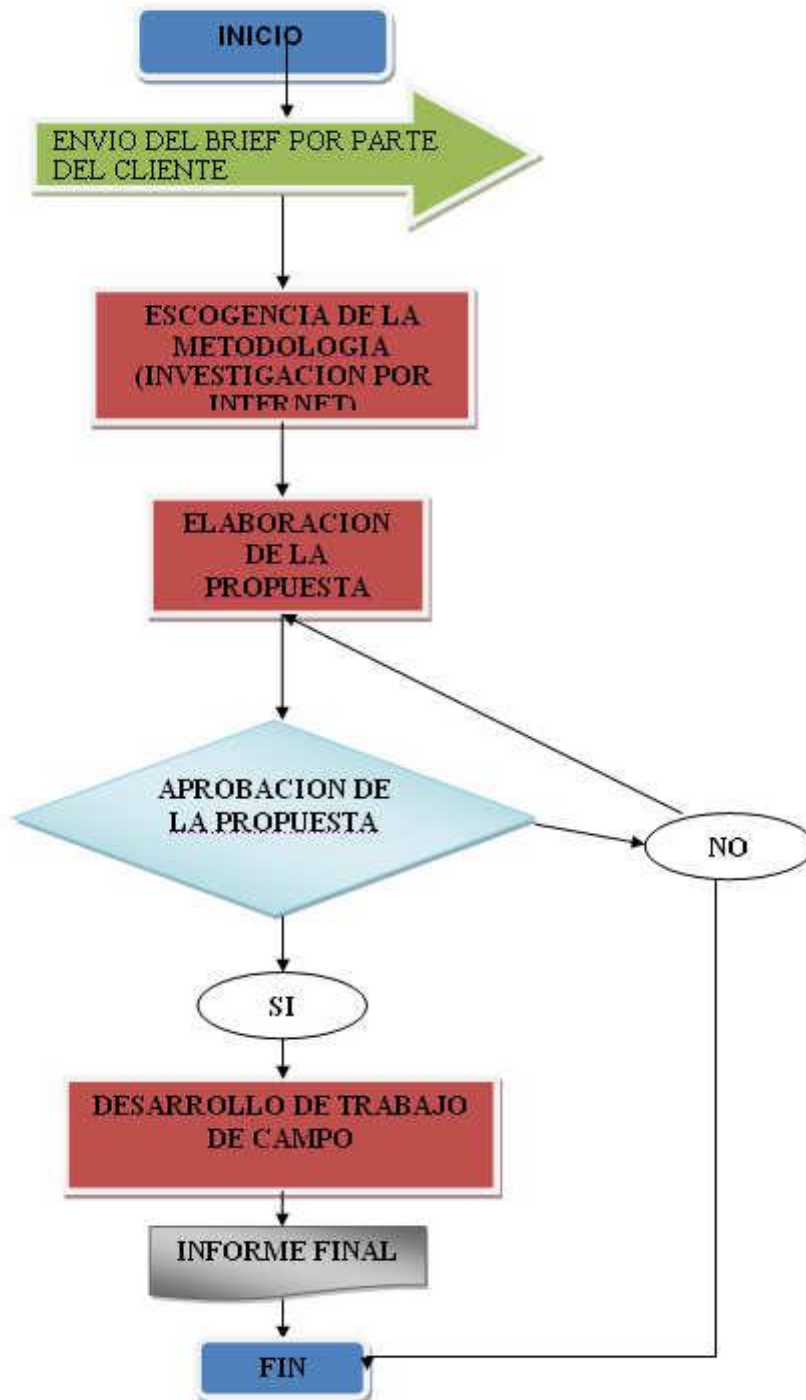 INICIO
ENVIO DEL BRIEF POR PARTE
DEL CLIENTE
ESCOGENCIA DE LA
METODOLOGIA
(INVESTIGACION POR
INTERNET)
ELABORACION
DE LA
PROPUESTA
APROBACION DE
LA PROPUESTA
NO
SI
DESARROLLO DE TRABAJO
DE CAMPO
INFORME FINAL
FIN